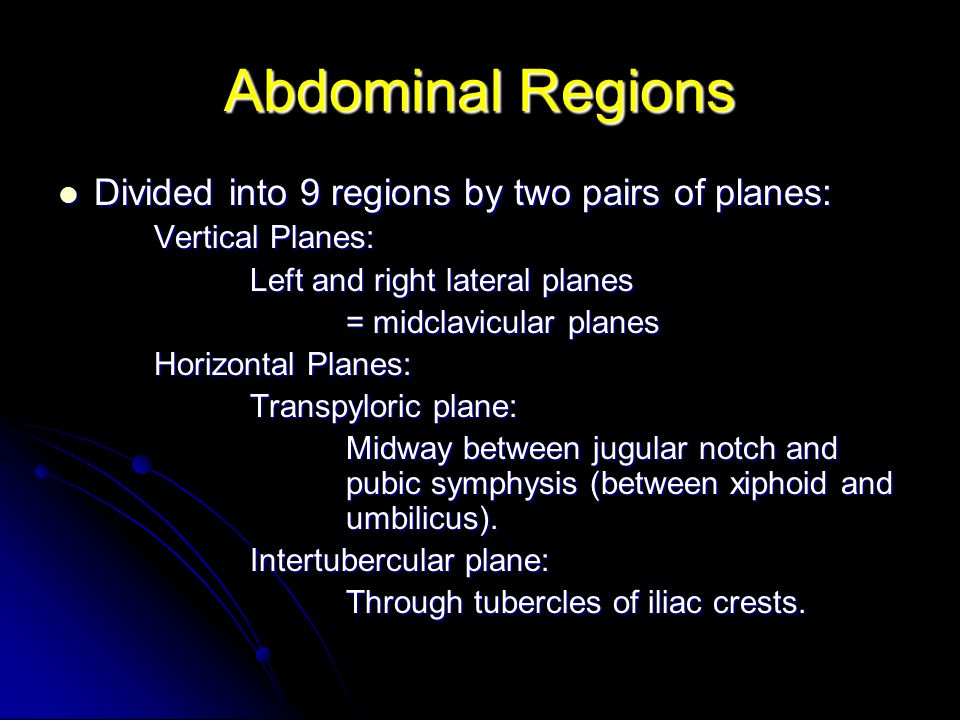 Abdominal Regions
Divided into 9 regions by two pairs of planes:
Vertical Planes:
Left and right lateral planes
= midclavicular planes
Horizontal Planes:
Transpyloric plane:
Midway between jugular notch and
pubic symphysis (between xiphoid and
umbilicus).
Intertubercular plane:
Through tubercles of iliac crests.